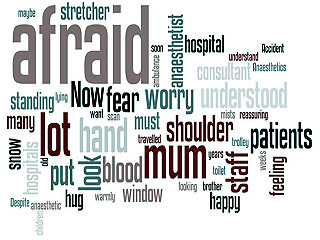 maybe
stretcher
afraid
soon
ambulance
anaesthetist
hospital
understand
Accident
consultant
Anaesthetics
standing
lying
Now
fear
want
scan
worry
understood
mists
reassuring
many
lot
old
snow
hospitals
hand
must
travelled
shoulder
trolley
patients
put
look
blood
mum
years
toilet
staff
weeks
feeling
Despite
anaesthetic
children
hug
warmly
window
looking
brother
happy